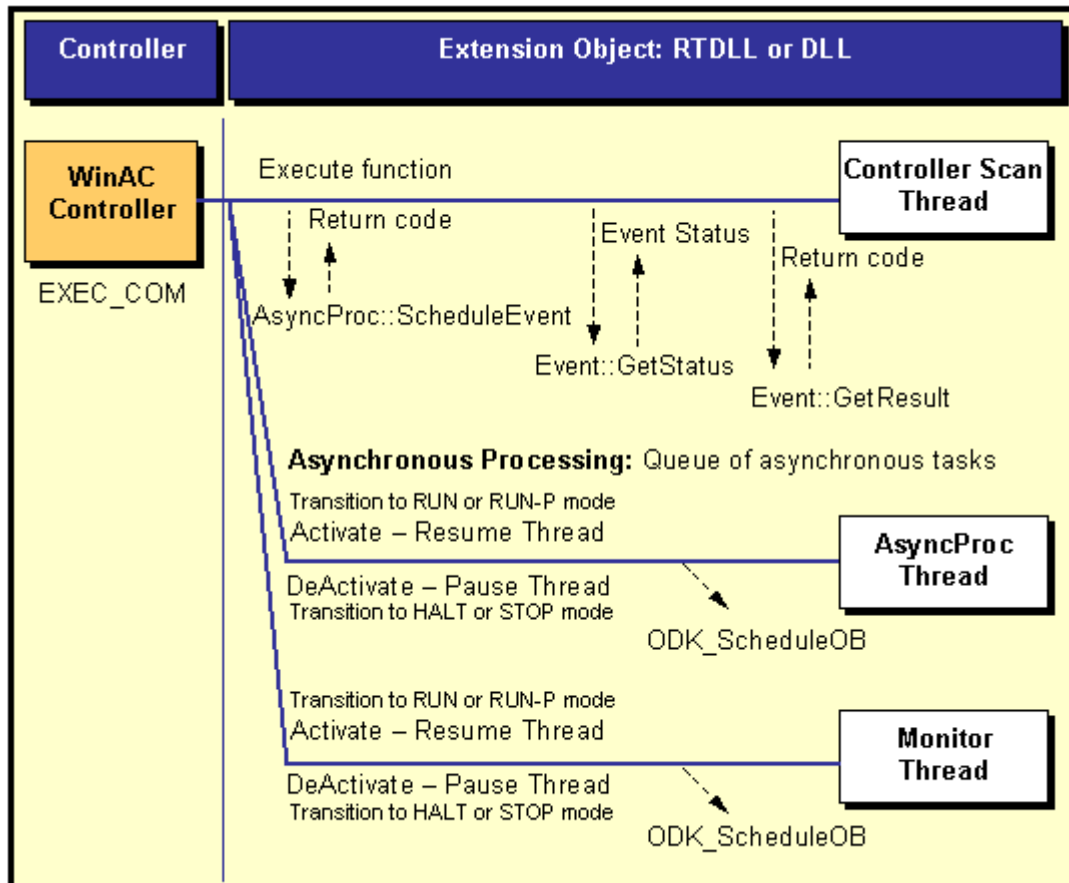 Controller
Extension Object: RTDLL or DLL
WinAC
Controller
EXEC_COM
Execute function
Controller Scan
Thread
Return code
Event Status
Return code
AsyncProc::ScheduleEvent
Event::GetStatus
Event::GetResult
Asynchronous Processing: Queue of asynchronous tasks
Transition to RUN or RUN-P mode
Activate – Resume Thread
AsyncProc
Thread
DeActivate – Pause Thread
Transition to HALT or STOP mode
ODK_ScheduleOB
Transition to RUN or RUN-P mode
Activate – Resume Thread
Monitor
Thread
DeActivate – Pause Thread
Transition to HALT or STOP mode
ODK_ScheduleOB